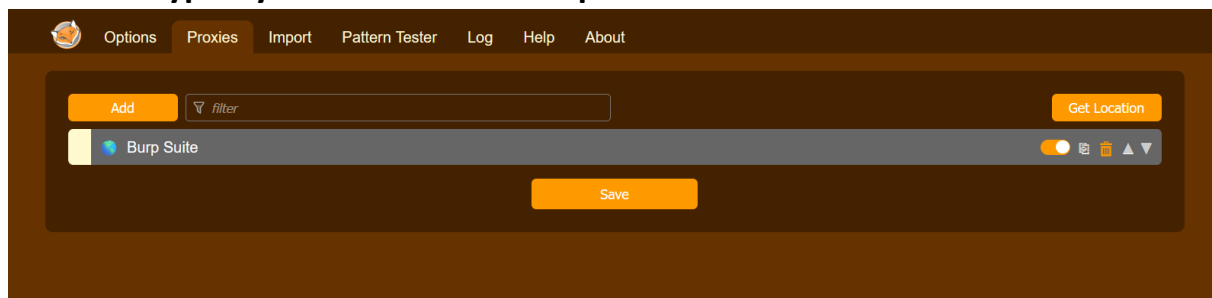 Options Proxies Import Pattern Tester Log Help About
Add filter Get Location
Burp Suite
Save